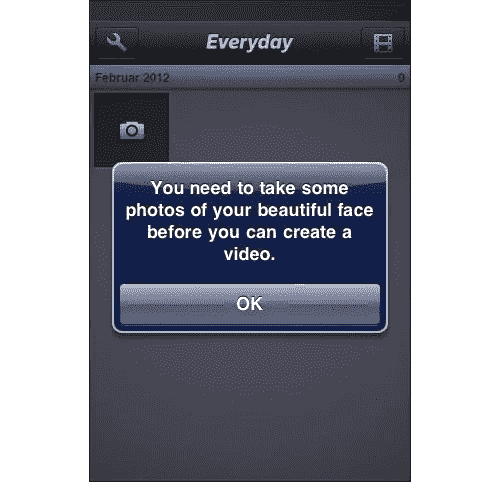 Everyday
Februar 2012 0
You need to take some
photos of your beautiful face
before you can create a
video.
OK